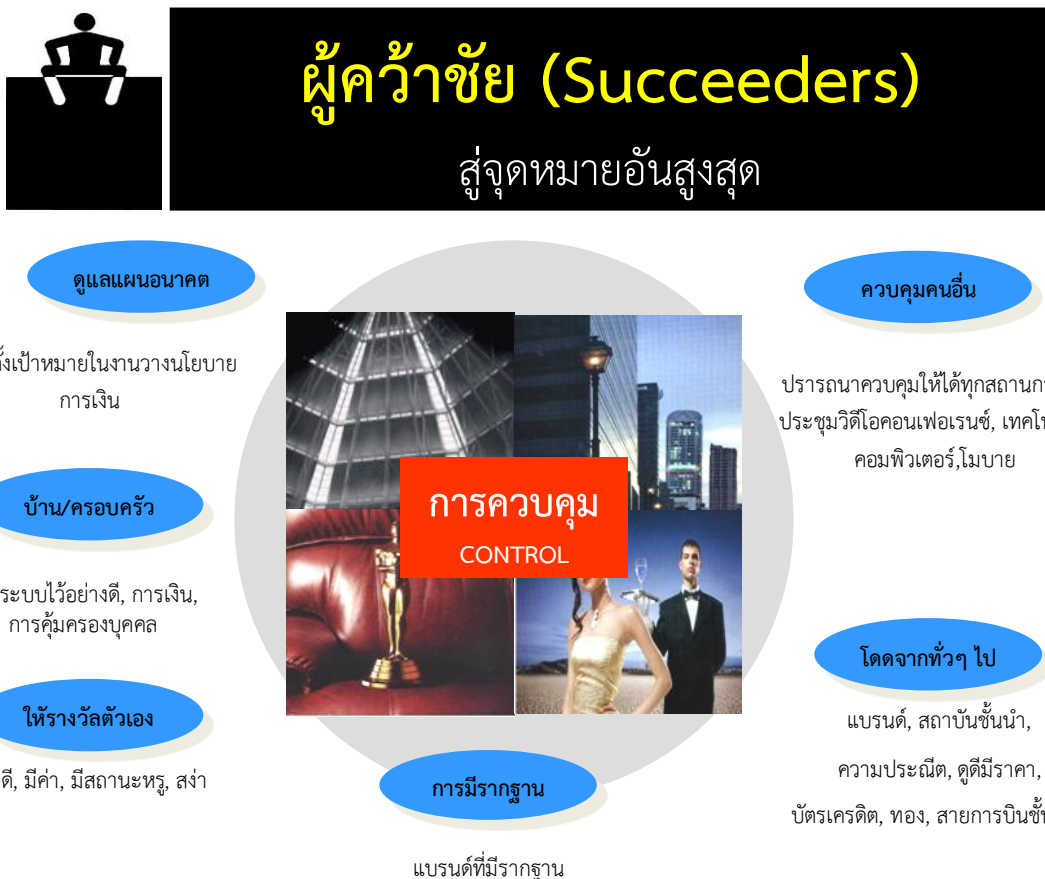 ผู้คว้าชัย (Succeeders)
สู่จุดหมายอันสูงสุด
ดูแลแผนอนาคต
ตั้งเป้าหมายในงานวางนโยบาย
การเงิน
บ้าน/ครอบครัว
ระบบไว้อย่างดี, การเงิน,
การคุ้มครองบุคคล
ให้รางวัลตัวเอง
ดี, มีค่า, มีสถานะหรู, สง่า
การควบคุม
CONTROL
การมีรากฐาน
แบรนด์ที่มีรากฐาน
ควบคุมคนอื่น
ปรารถนาควบคุมให้ได้ทุก
ประชุมวิดีโอคอนเฟอเรนซ์,
คอมพิวเตอร์,โมบาย
โดดจากทั่วๆ ไป
แบรนด์, สถาบันชั้นนำ,
ความประณีต, ดูดีมีราคา,
บัตรเครดิต, ทอง, สายการบิน